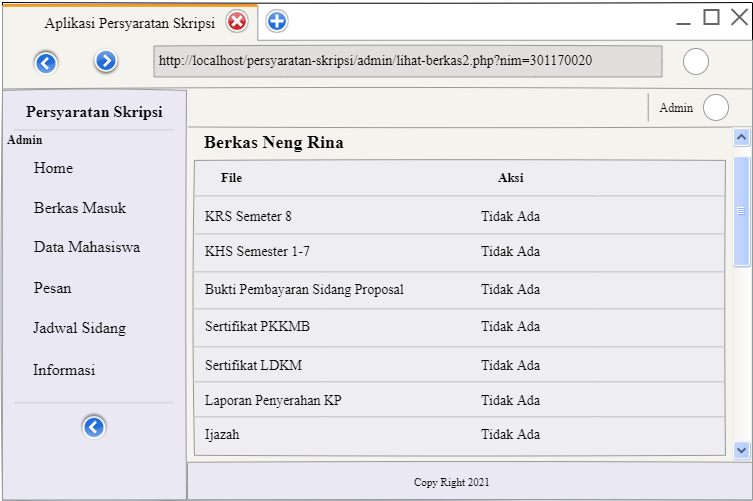 Aplikasi Persyaratan Skripsi
http://localhost/persyaratan-skripsi/admin/lihat-berkas2.php?nim=301170020
Persyaratan Skripsi
Admin
Admin
Home
Berkas Masuk
Data Mahasiswa
Pesan
Jadwal Sidang
Informasi
Berkas Neng Rina
File Aksi
KRS Semeter 8 Tidak Ada
KHS Semester 1-7 Tidak Ada
Bukti Pembayaran Sidang Proposal Tidak Ada
Sertifikat PKKMB Tidak Ada
Sertifikat LDKM Tidak Ada
Laporan Penyerahan KP Tidak Ada
Ijazah Tidak Ada
Copy Right 2021